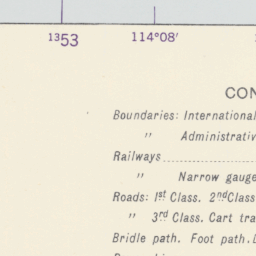 1353 114°08'
CON
Boundaries: International
" Administrativ
Railways
" Narrow gauge
Roads: 1st Class. 2nd Class
" 3rd Class. Cart tra
Bridle path. Foot path.